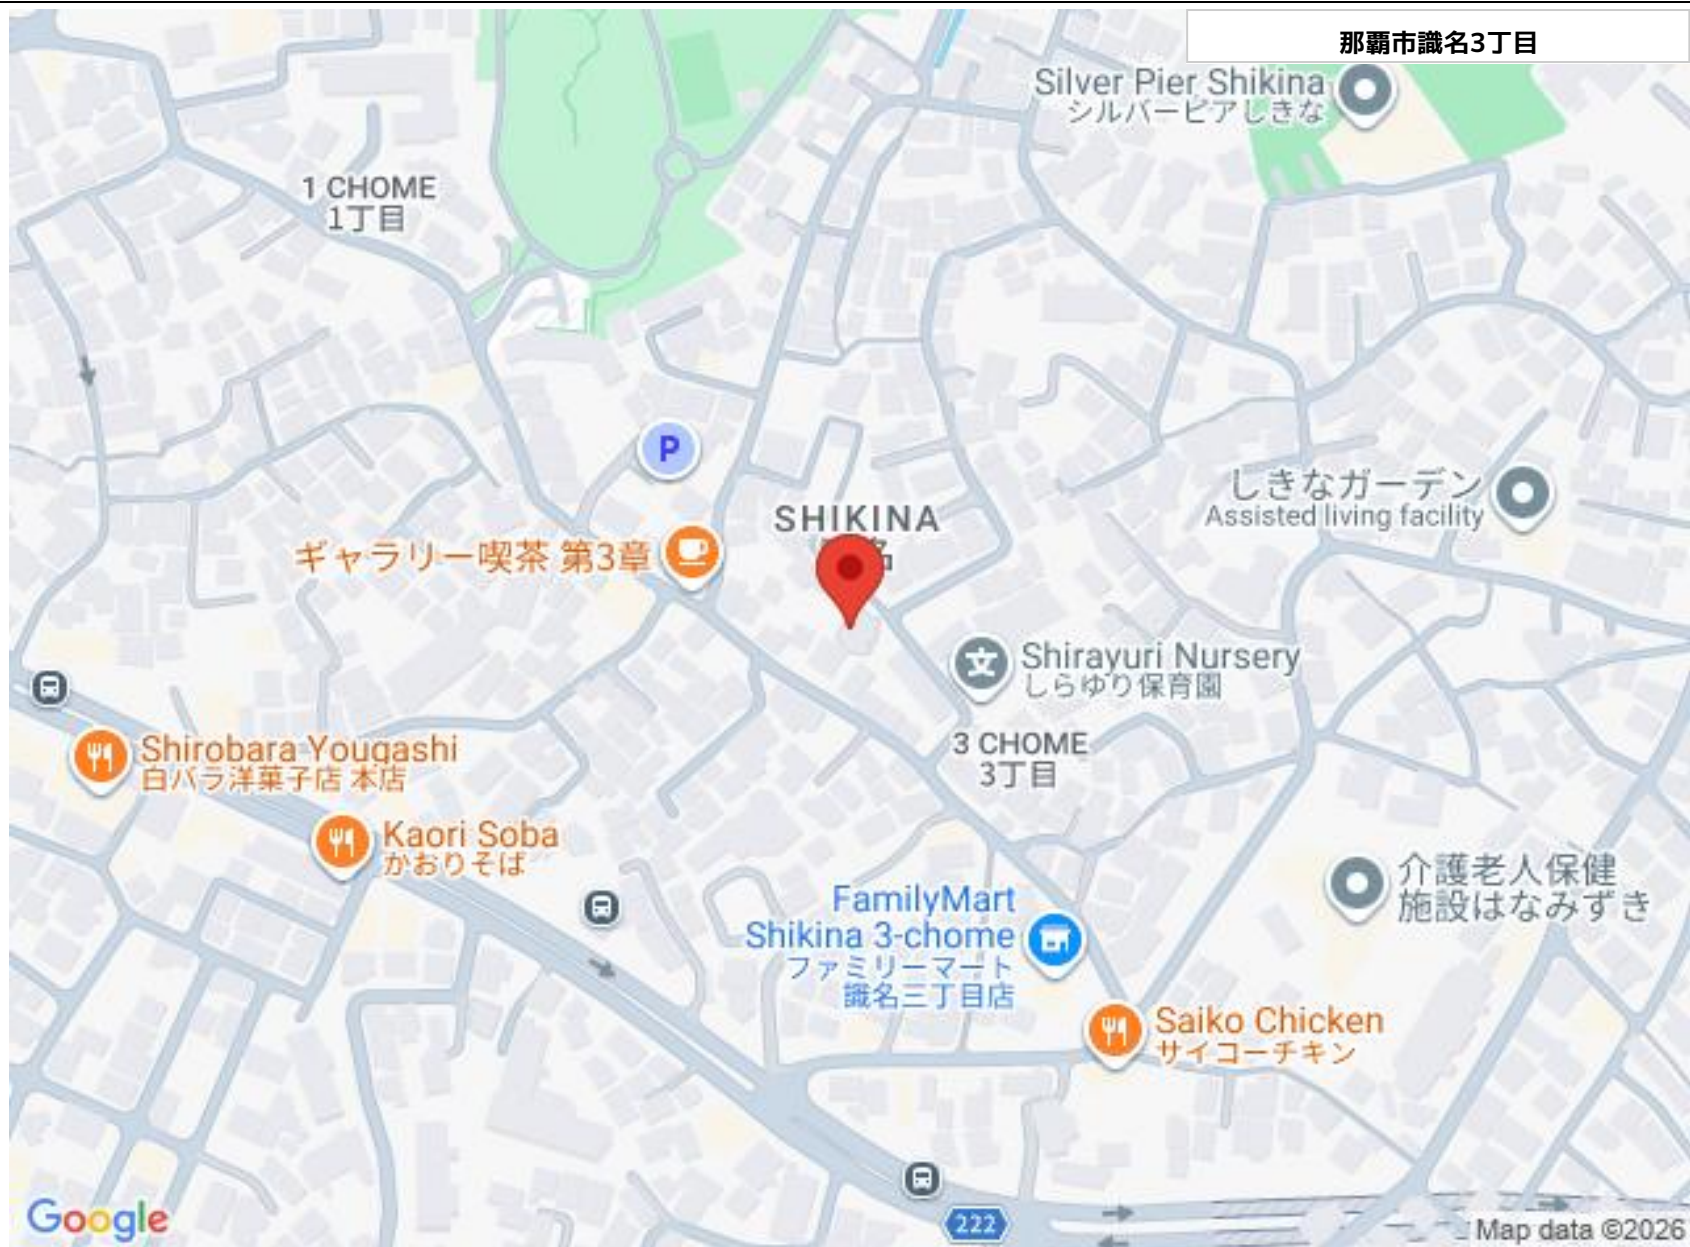 那覇市識名3丁目
Silver Pier Shikina
シルバーピアしきな
1 CHOME
1丁目
P
しきなガーデン
Assisted living facility
SHIKINA
名
ギャラリー喫茶 第3章
Shirayuri Nursery
しらゆり保育園
文
3 CHOME
3丁目
Shirobara Yougashi
白バラ洋菓子店 本店
Kaori Soba
かおりそば
介護老人保健
施設はなみずき
FamilyMart
Shikina 3-chome
ファミリーマート
識名三丁目店
Saiko Chicken
サイコーチキン
222
Google
Map data ©2026